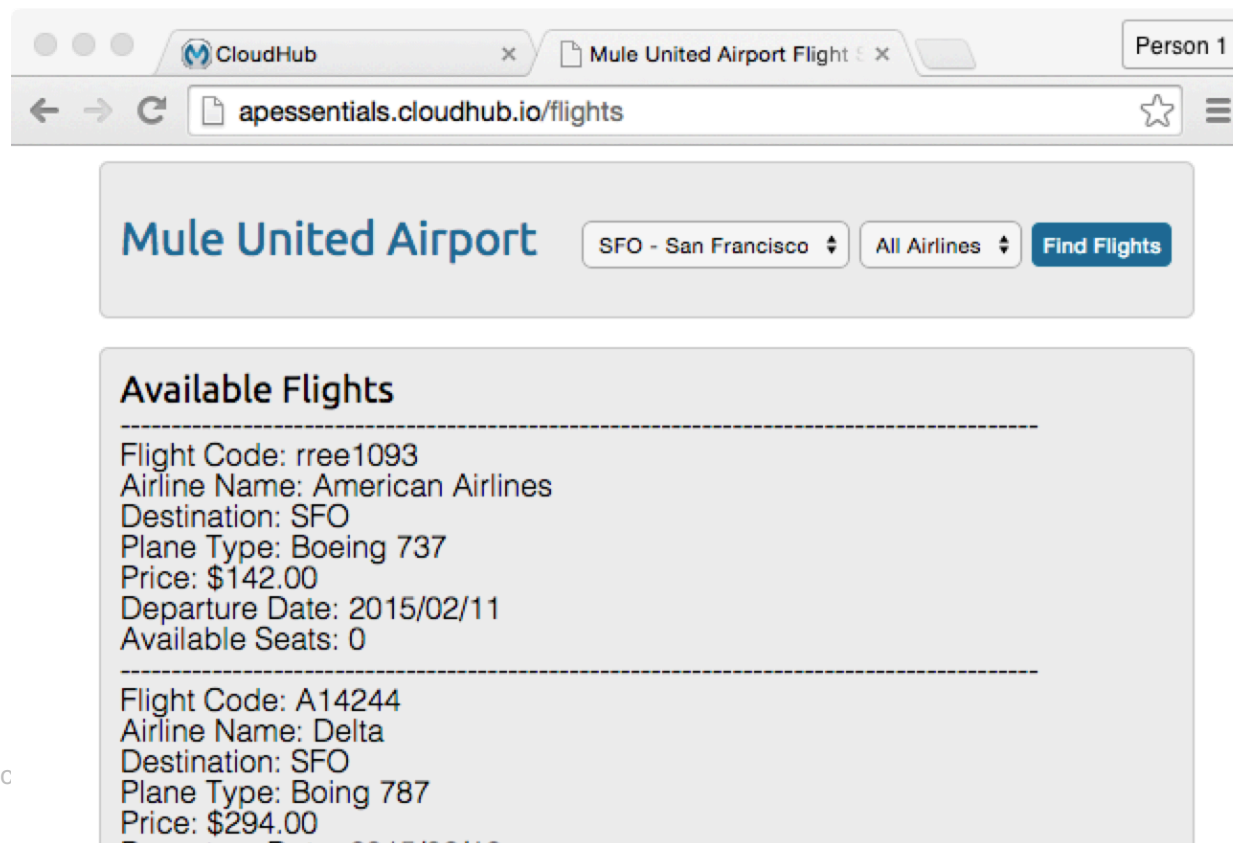 CloudHub
Mule United Airport Flight
Person 1
apessentials.cloudhub.io/flights
Mule United Airport
SFO - San Francisco
All Airlines
Find Flights
Available Flights
------------------------------------------------------------------------------------------
Flight Code: rree1093
Airline Name: American Airlines
Destination: SFO
Plane Type: Boeing 737
Price: $142.00
Departure Date: 2015/02/11
Available Seats: 0
------------------------------------------------------------------------------------------
Flight Code: A14244
Airline Name: Delta
Destination: SFO
Plane Type: Boing 787
Price: $294.00